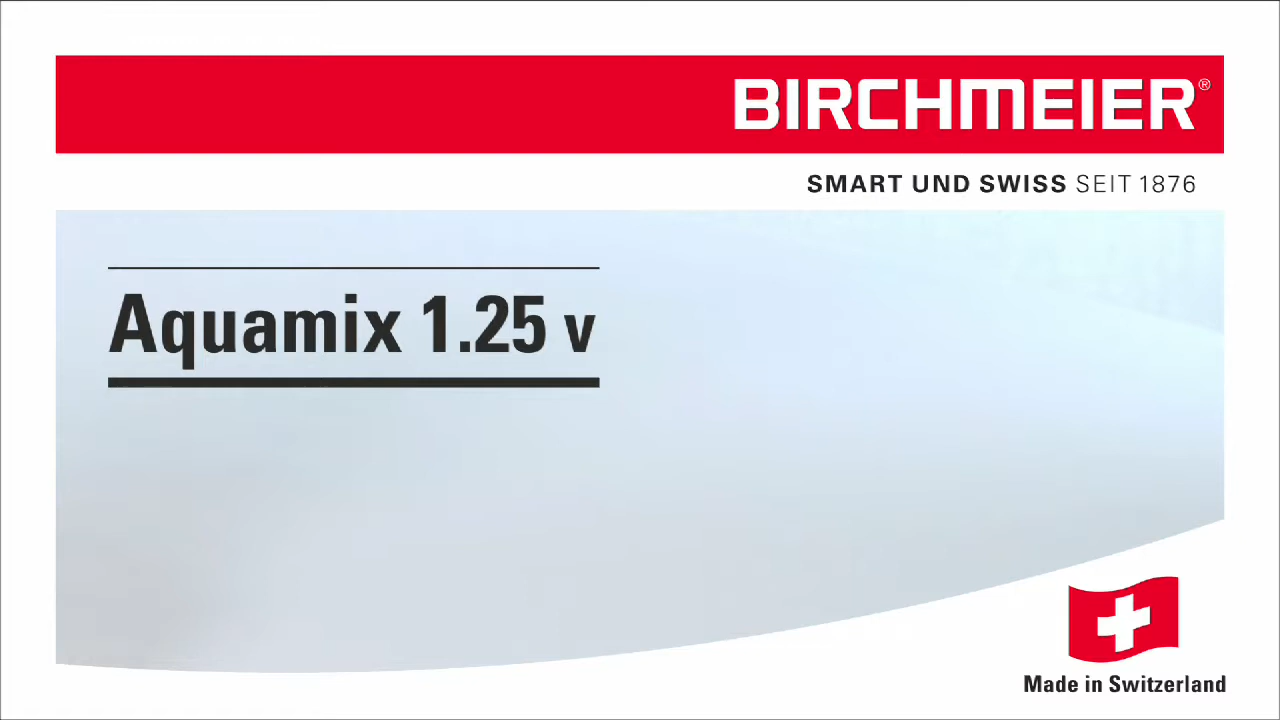 BIRCHMEIER®
SMART UND SWISS SEIT 1876
Aquamix 1.25 v
Made in Switzerland